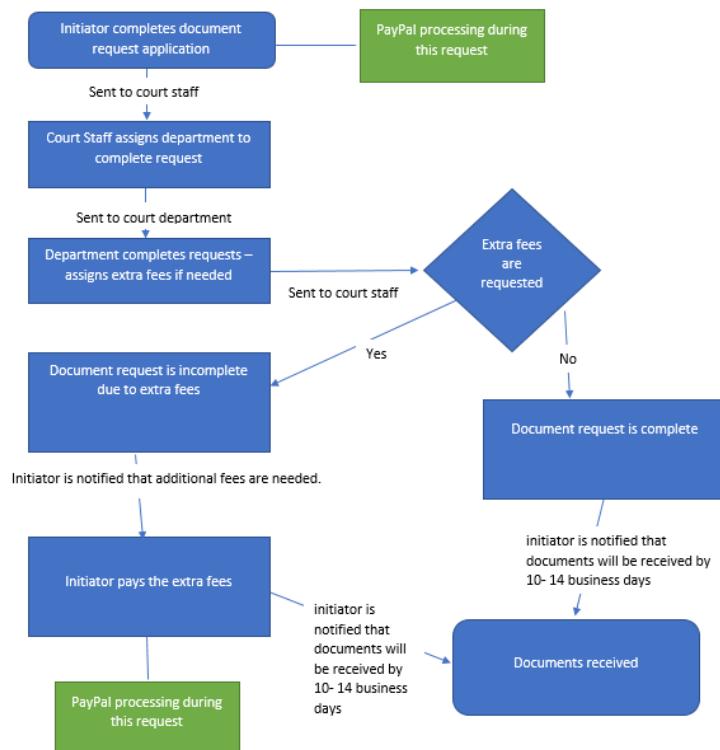 Initiator completes document
request application
PayPal processing during
this request
Sent to court staff
Court Staff assigns department to
complete request
Sent to court department
Department completes requests –
assigns extra fees if needed
Sent to court staff
Extra fees
are
requested
Yes
No
Document request is incomplete
due to extra fees
Document request is complete
Initiator is notified that additional fees are needed.
initiator is notified that
documents will be received by
10- 14 business days
Initiator pays the extra fees
initiator is
notified that
documents will
be received by
10- 14 business
days
Documents received
PayPal processing during
this request